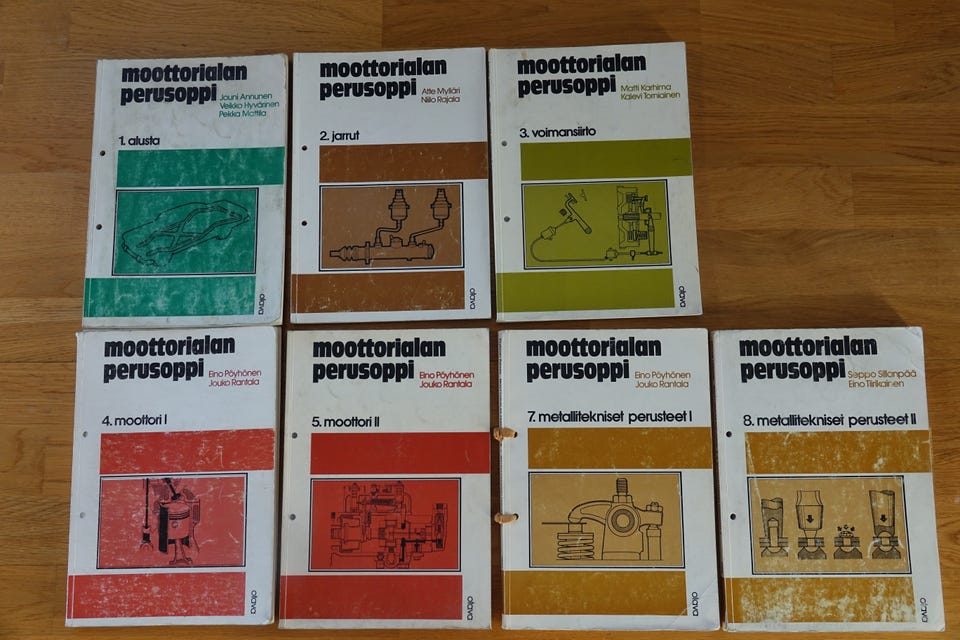 moottorialan
perusoppi
Jouni Annunen
Veikko Hyvärinen
Pekka Mattila
1. alusta
otava
moottorialan
perusoppi
Atte Mylläri
Niilo Rajala
2. jarrut
otava
moottorialan
perusoppi
Matti Karhima
Kalevi Torniainen
3. voimansiirto
otava
moottorialan
perusoppi
Eino Pöyhönen
Jouko Rantala
4. moottori I
otava
moottorialan
perusoppi
Eino Pöyhönen
Jouko Rantala
5. moottori II
otava
moottorialan
perusoppi
Eino Pöyhönen
Jouko Rantala
7. metallitekniset perusteet I
otava
moottorialan
perusoppi
Seppo Sillanpää
Eino Tiirikainen
8. metallitekniset perusteet II
otava